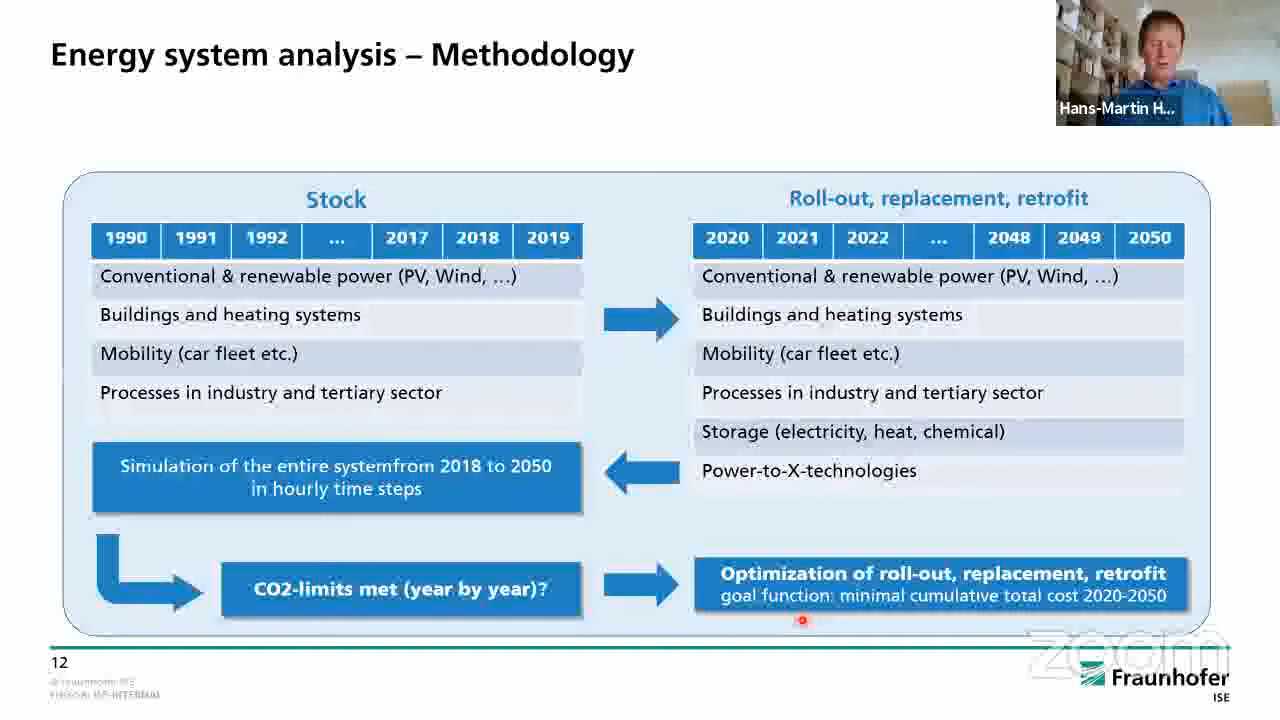 Energy system analysis – Methodology
Hans-Martin H...
Stock
1990 1991 1992 ... 2017 2018 2019
Conventional & renewable power (PV, Wind, ...)
Buildings and heating systems
Mobility (car fleet etc.)
Processes in industry and tertiary sector
Simulation of the entire systemfrom 2018 to 2050
in hourly time steps
CO2-limits met (year by year)?
Roll-out, replacement, retrofit
2020 2021 2022 ... 2048 2049 2050
Conventional & renewable power (PV, Wind, ...)
Buildings and heating systems
Mobility (car fleet etc.)
Processes in industry and tertiary sector
Storage (electricity, heat, chemical)
Power-to-X-technologies
Optimization of roll-out, replacement, retrofit
goal function: minimal cumulative total cost 2020-2050
12
© Fraunhofer ISE
zoom
Fraunhofer
ISE